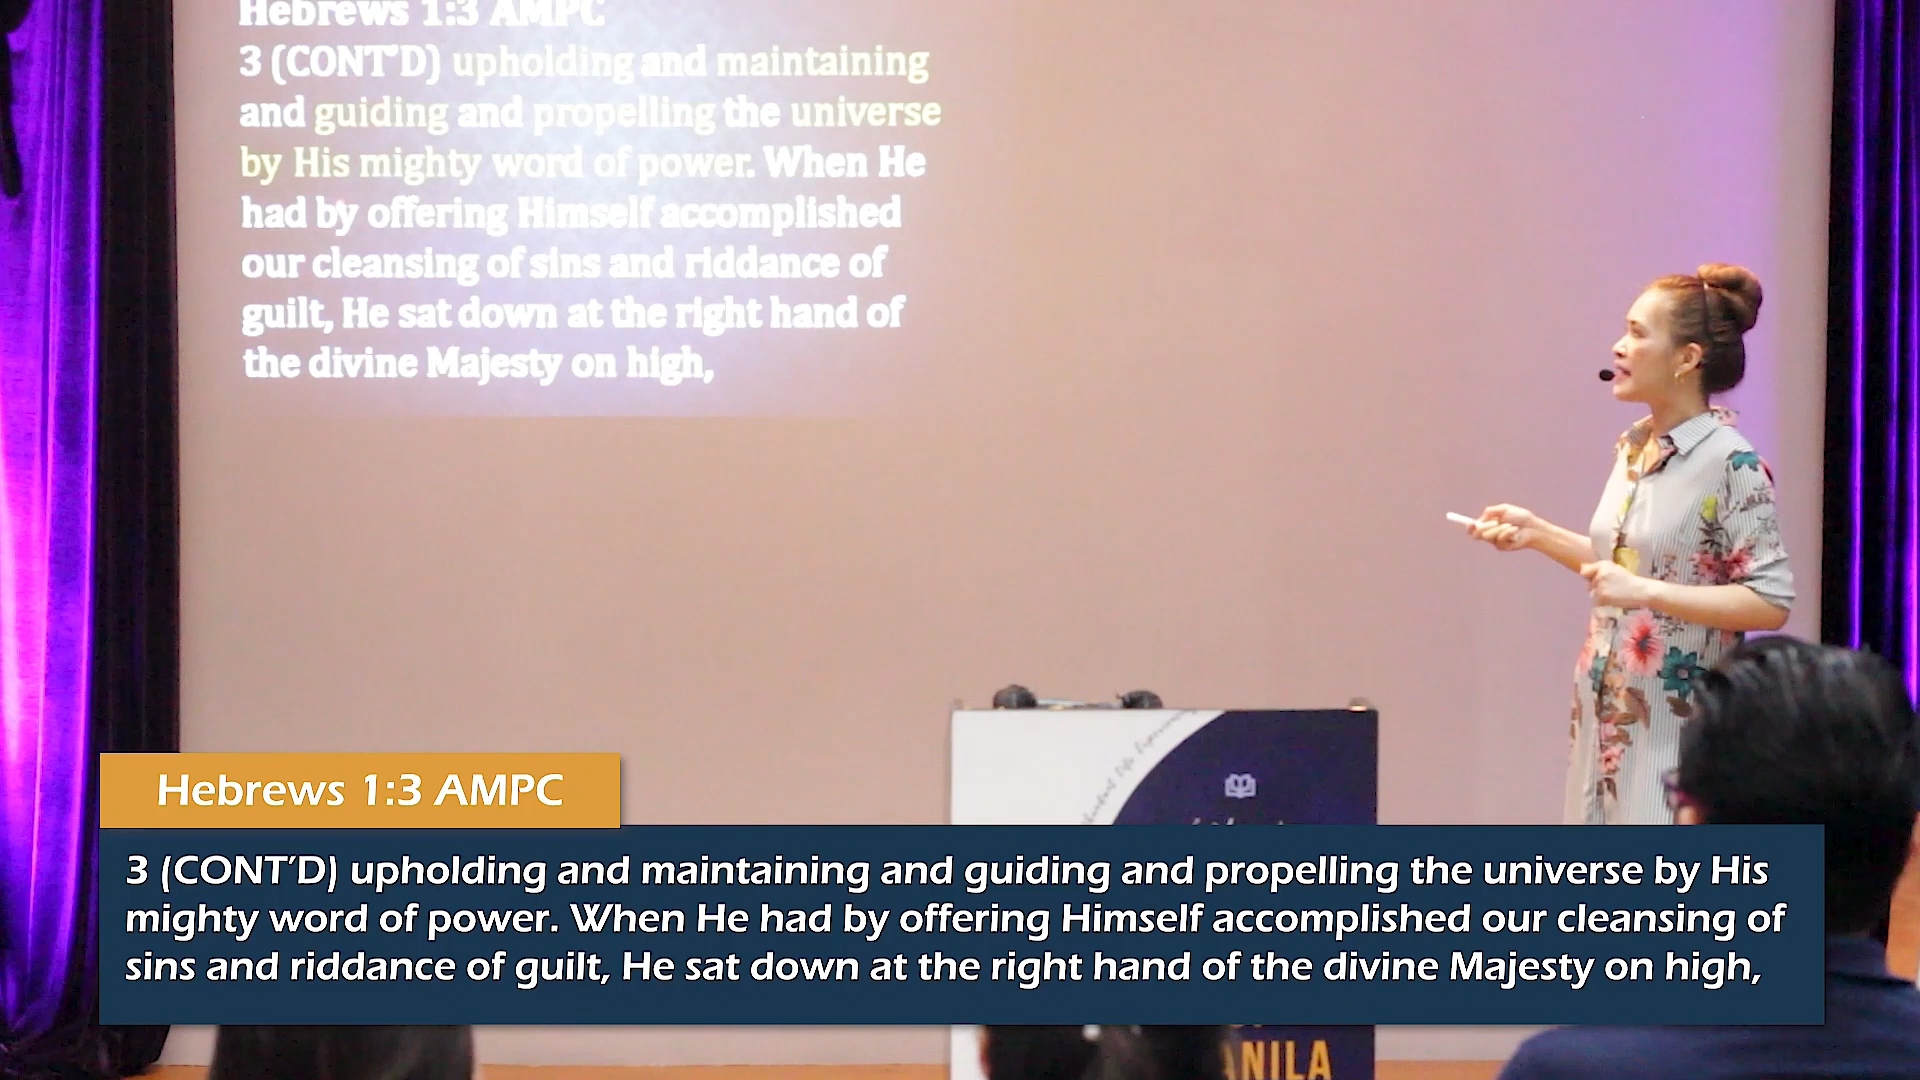 Hebrews 1:3 AMPC
3 (CONT'D) upholding and maintaining
and guiding and propelling the universe
by His mighty word of power. When He
had by offering Himself accomplished
our cleansing of sins and riddance of
guilt, He sat down at the right hand of
the divine Majesty on high,
Hebrews 1:3 AMPC
3 (CONT'D) upholding and maintaining and guiding and propelling the universe by His
mighty word of power. When He had by offering Himself accomplished our cleansing of
sins and riddance of guilt, He sat down at the right hand of the divine Majesty on high,